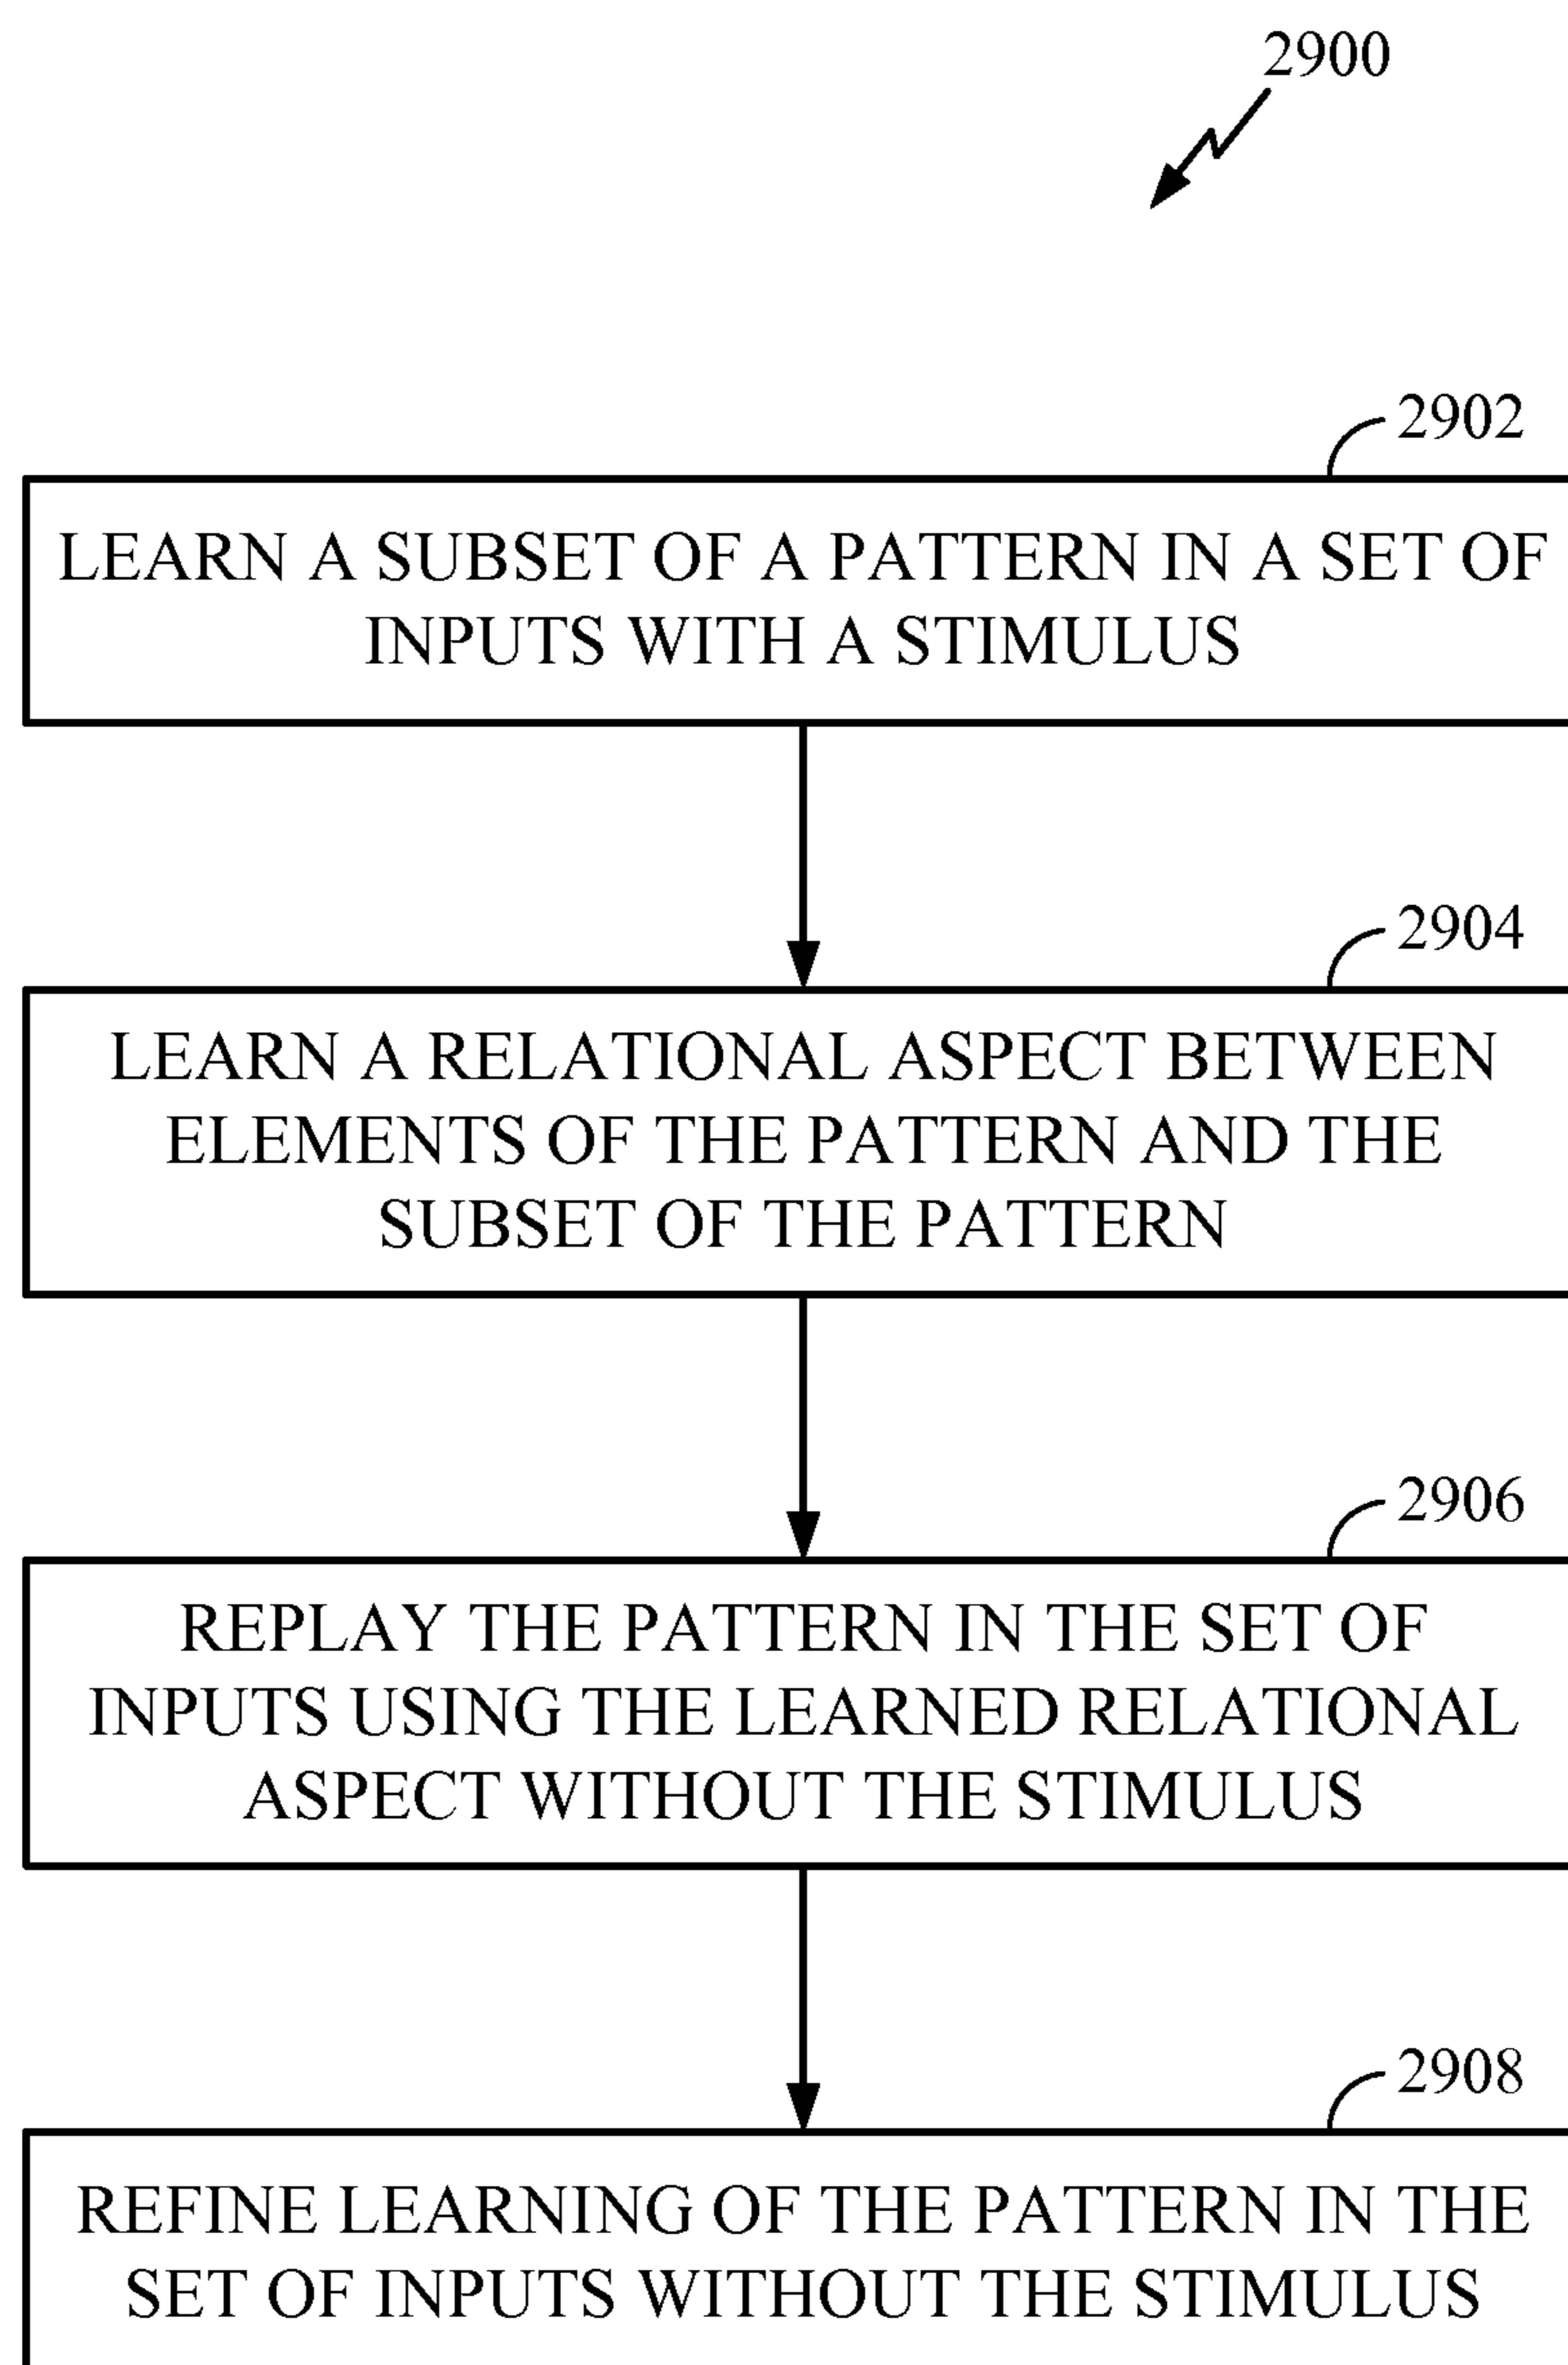 2900
2902
LEARN A SUBSET OF A PATTERN IN A SET OF
INPUTS WITH A STIMULUS
2904
LEARN A RELATIONAL ASPECT BETWEEN
ELEMENTS OF THE PATTERN AND THE
SUBSET OF THE PATTERN
2906
REPLAY THE PATTERN IN THE SET OF
INPUTS USING THE LEARNED RELATIONAL
ASPECT WITHOUT THE STIMULUS
2908
REFINE LEARNING OF THE PATTERN IN THE
SET OF INPUTS WITHOUT THE STIMULUS